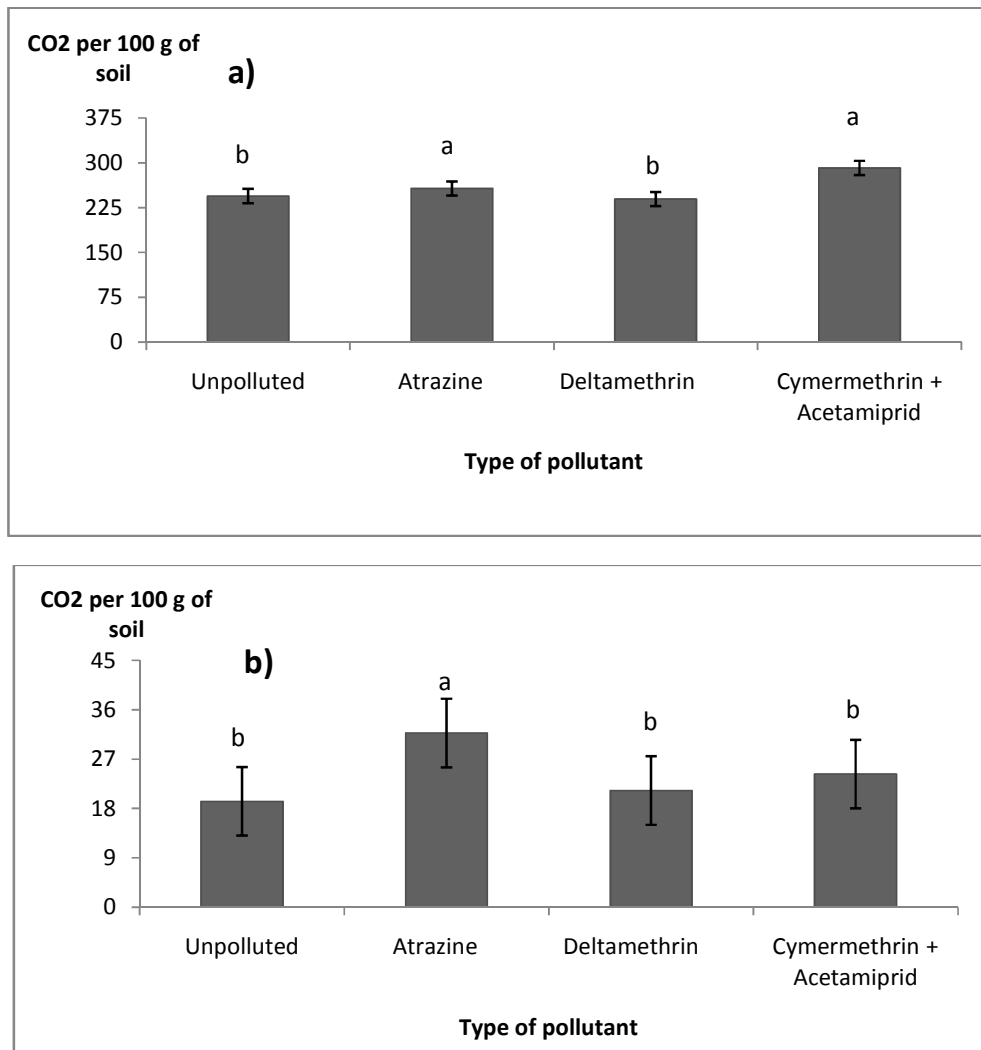 CO2 per 100 g of
soil
a)
375
300
225
150
75
0
b
a
b
a
Unpolluted
Atrazine
Deltamethrin
Cymermethrin +
Acetamiprid
Type of pollutant
CO2 per 100 g of
soil
b)
45
36
27
18
9
0
b
a
b
b
Unpolluted
Atrazine
Deltamethrin
Cymermethrin +
Acetamiprid
Type of pollutant